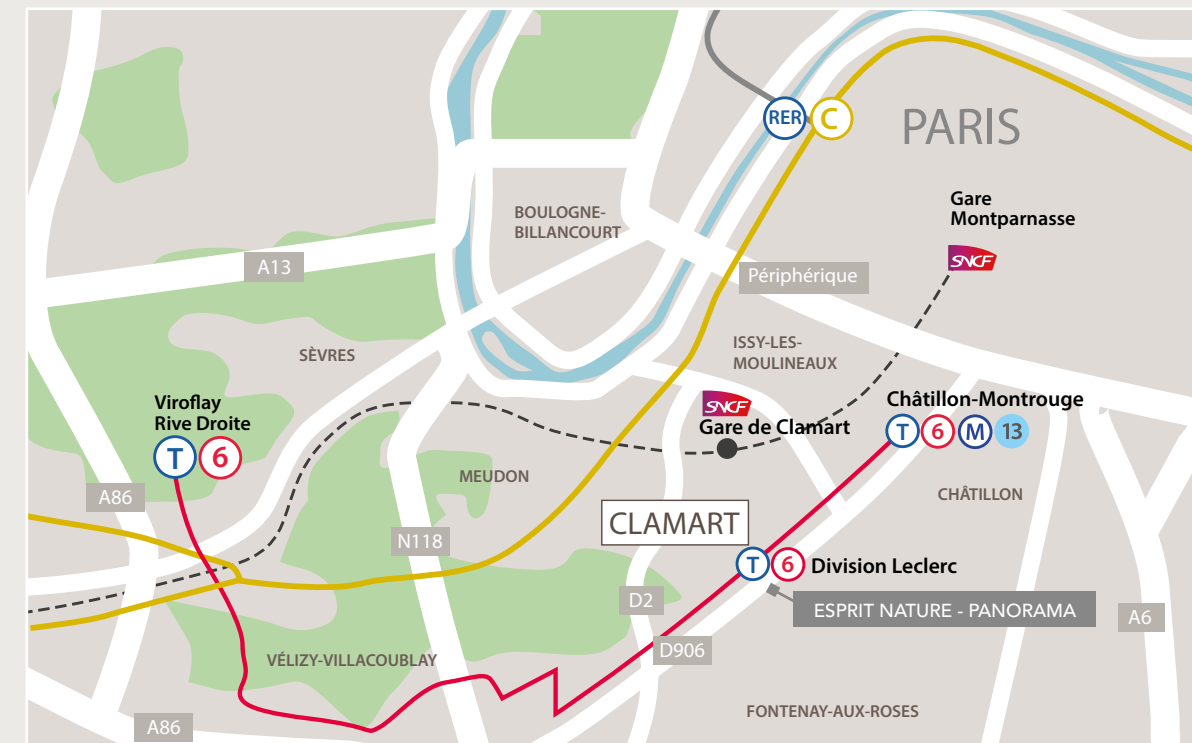 RER
C
PARIS
Gare
Montparnasse
SNCF
BOULOGNE-
BILLANCOURT
A13
Périphérique
SÈVRES
ISSY-LES-
MOULINEAUX
Viroflay
Rive Droite
T 6
SNCF
Gare de Clamart
Châtillon-Montrouge
T 6 M 13
MEUDON
A86
CHÂTILLON
CLAMART
N118
T 6 Division Leclerc
D2
ESPRIT NATURE - PANORAMA
A6
D906
VÉLIZY-VILLACOUBLAY
A86
FONTENAY-AUX-ROSES